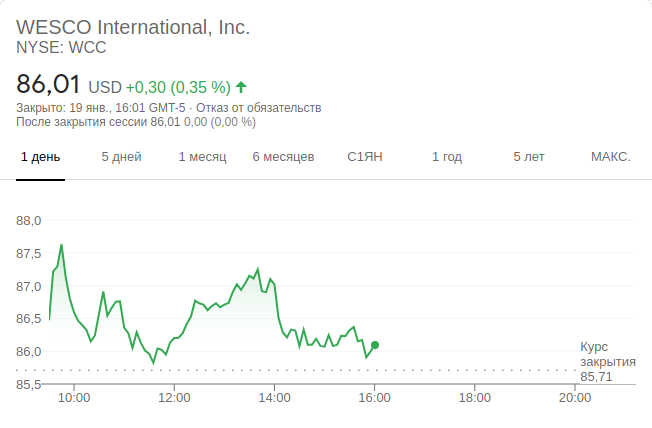 WESCO International, Inc.
NYSE: WCC
86,01 USD +0,30 (0,35 %)
Закрыто: 19 янв., 16:01 GMT-5 · Отказ от обязательств
После закрытия сессии 86,01 0,00 (0,00 %)
1 день 5 дней 1 месяц 6 месяцев С1ЯН 1 год 5 лет МАКС.
88,0
87,5
87,0
86,5
86,0
85,5
Курс
закрытия
85,71
10:00 12:00 14:00 16:00 18:00 20:00